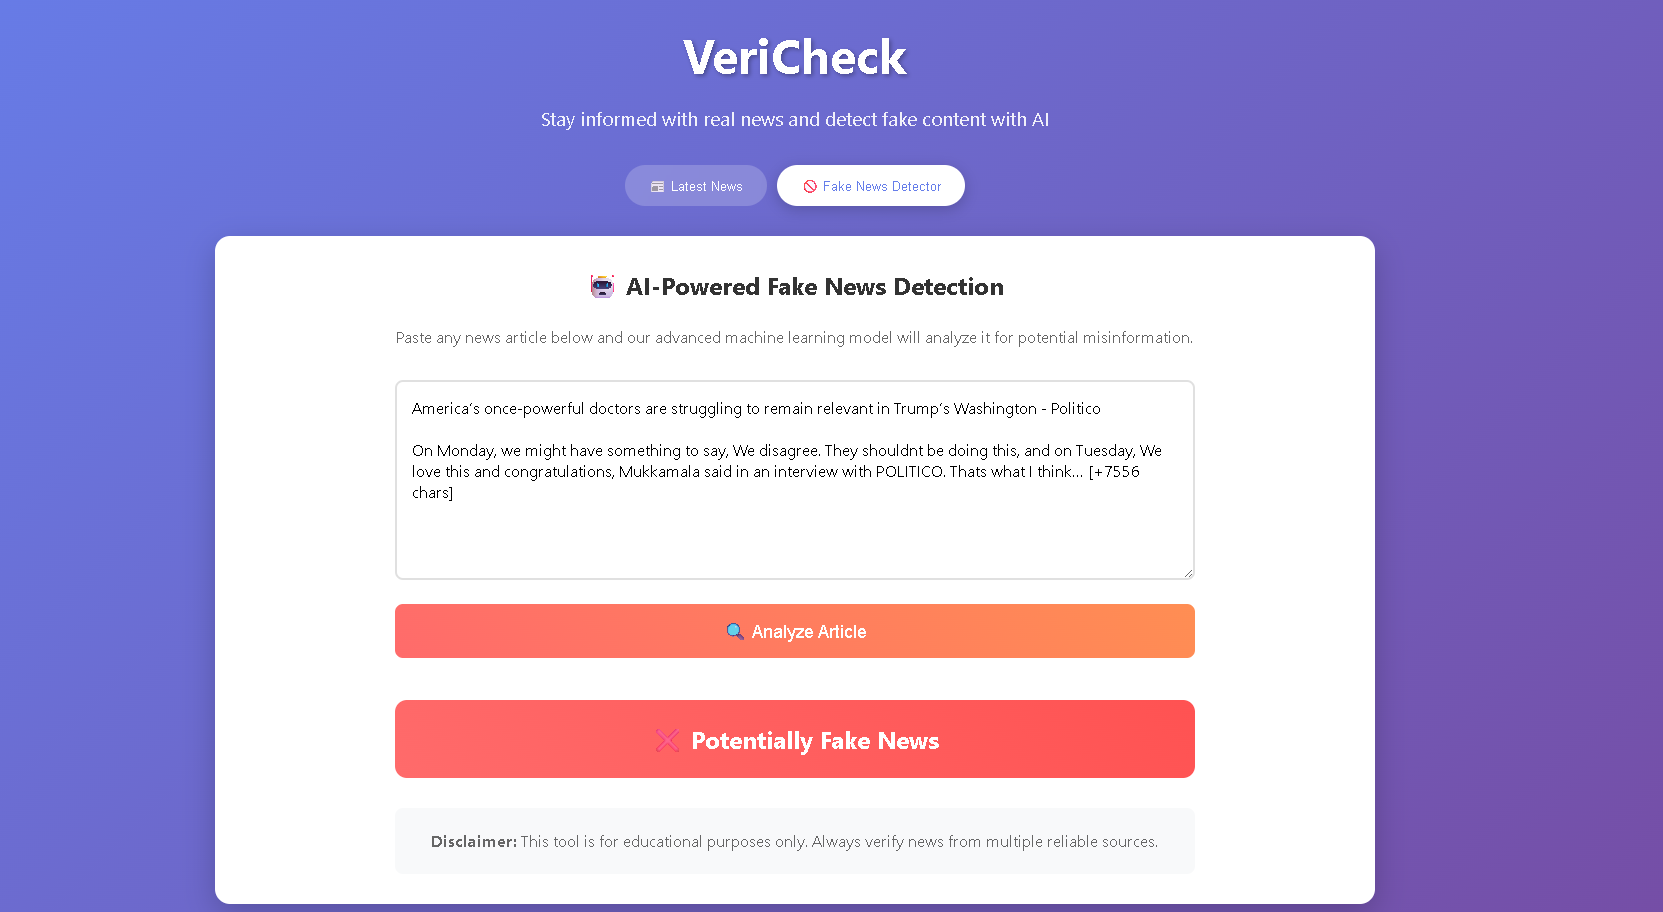 VeriCheck
Stay informed with real news and detect fake content with AI
Latest News
Fake News Detector
AI-Powered Fake News Detection
Paste any news article below and our advanced machine learning model will analyze it for potential misinformation.
America's once-powerful doctors are struggling to remain relevant in Trump's Washington - Politico
On Monday, we might have something to say, We disagree. They shouldnt be doing this, and on Tuesday, We
love this and congratulations, Mukkamala said in an interview with POLITICO. Thats what I think... [+7556
chars]
Analyze Article
Potentially Fake News
Disclaimer: This tool is for educational purposes only. Always verify news from multiple reliable sources.